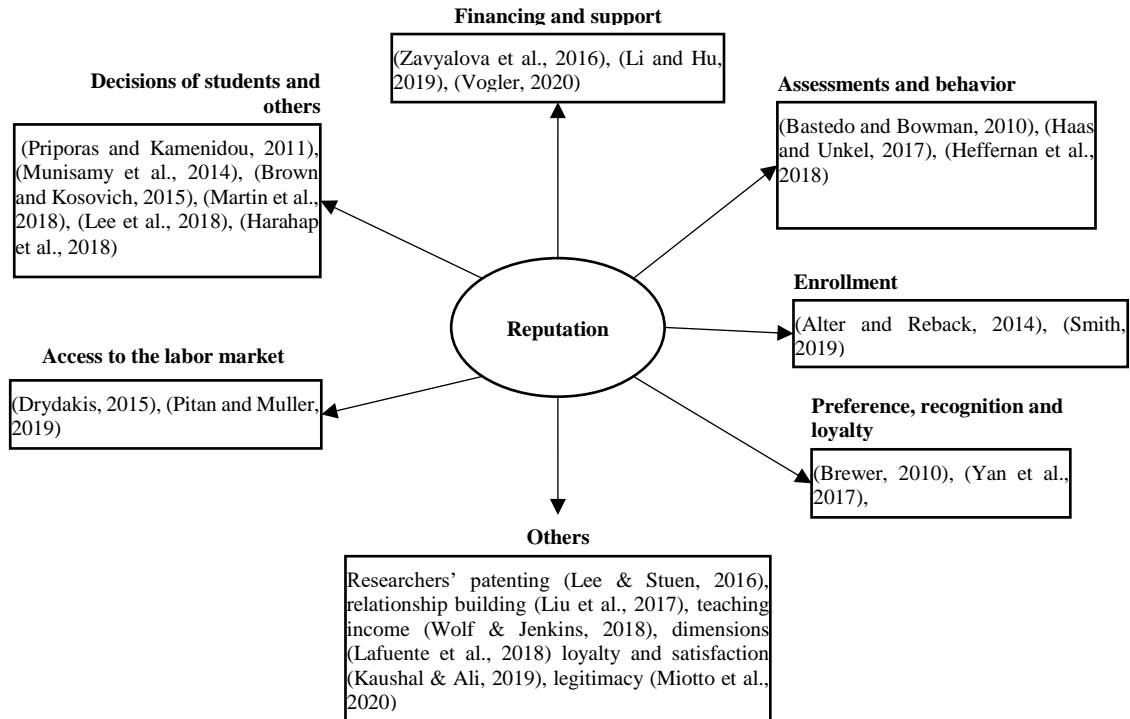 Financing and support
(Zavyalova et al., 2016), (Li and Hu,
2019), (Vogler, 2020)
Decisions of students and
others
(Priporas and Kamenidou, 2011),
(Munisamy et al., 2014), (Brown
and Kosovich, 2015), (Martin et al.,
2018), (Lee et al., 2018), (Harahap
et al., 2018)
Assessments and behavior
(Bastedo and Bowman, 2010), (Haas
and Unkel, 2017), (Heffernan et al.,
2018)
Reputation
Enrollment
(Alter and Reback, 2014), (Smith,
2019)
Access to the labor market
(Drydakis, 2015), (Pitan and Muller,
2019)
Preference, recognition and
loyalty
(Brewer, 2010), (Yan et al.,
2017),
Others
Researchers’ patenting (Lee & Stuen, 2016),
relationship building (Liu et al., 2017), teaching
income (Wolf & Jenkins, 2018), dimensions
(Lafuente et al., 2018) loyalty and satisfaction
(Kaushal & Ali, 2019), legitimacy (Miotto et al.,
2020)